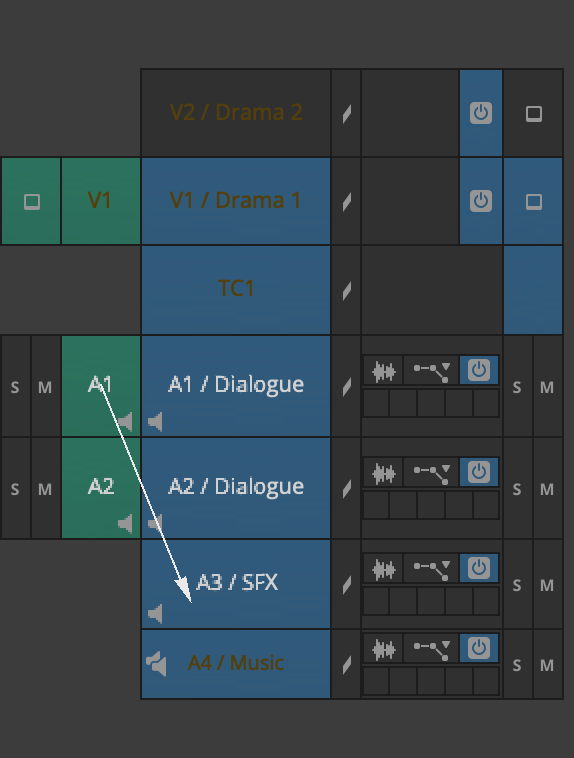 V2 / Drama 2
V1 V1 / Drama 1
TC1
S M A1 A1 / Dialogue S M
S M A2 A2 / Dialogue S M
A3 / SFX S M
A4 / Music S M